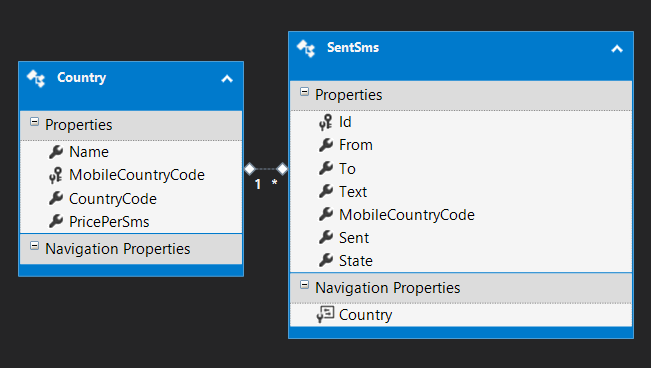 Country
Properties
Name
MobileCountryCode
CountryCode
PricePerSms
Navigation Properties
1 *
SentSms
Properties
Id
From
To
Text
MobileCountryCode
Sent
State
Navigation Properties
Country